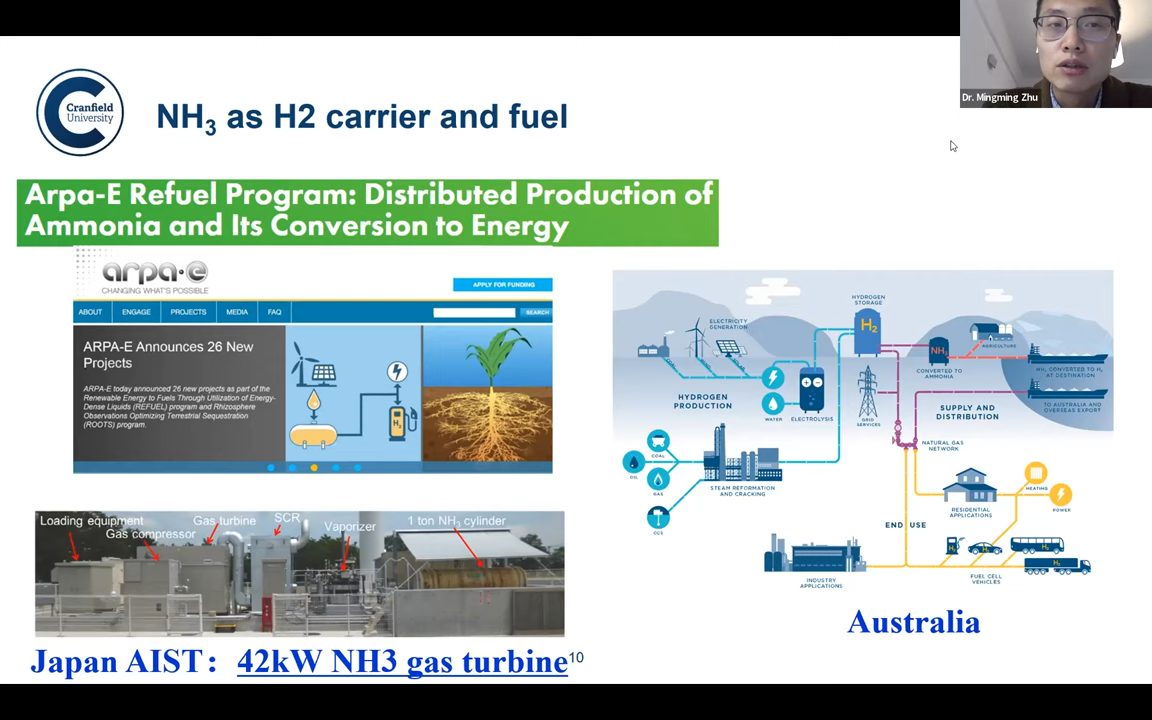 Dr. Mingming Zhu
Cranfield
University
NH3 as H2 carrier and fuel
Arpa-E Refuel Program: Distributed Production of
Ammonia and Its Conversion to Energy
arpa·e
CHANGING WHAT'S POSSIBLE
APPLY FOR FUNDING
ABOUT ENGAGE PROJECTS MEDIA FAQ SEARCH
ARPA-E Announces 26 New
Projects
ARPA-E today announced 26 new projects as part of the
Renewable Energy to Fuels Through Utilization of Energy-
Dense Liquids (REFUEL) program and Rhizosphere
Observations Optimizing Terrestrial Sequestration
(ROOTS) program.
H2
HYDROGEN
STORAGE
H2
ELECTRICITY
GENERATION
AGRICULTURE
NH3
CONVERTED TO
AMMONIA
NH3 CONVERTED TO H2
AT DESTINATION
HYDROGEN
PRODUCTION
WATER
ELECTROLYSIS
GRID
SERVICES
SUPPLY AND
DISTRIBUTION
TO AUSTRALIA AND
OVERSEAS EXPORT
NATURAL GAS
NETWORK
COAL
OIL
GAS
CCS
STEAM REFORMATION
AND CRACKING
HEATING
POWER
RESIDENTIAL
APPLICATIONS
END USE
H2
H2
H2
H2
INDUSTRY
APPLICATIONS
FUEL CELL
VEHICLES
Australia
Loading equipment
Gas compressor
Gas turbine
SCR
Vaporizer
1 ton NH3 cylinder
Japan AIST： 42kW NH3 gas turbine
10